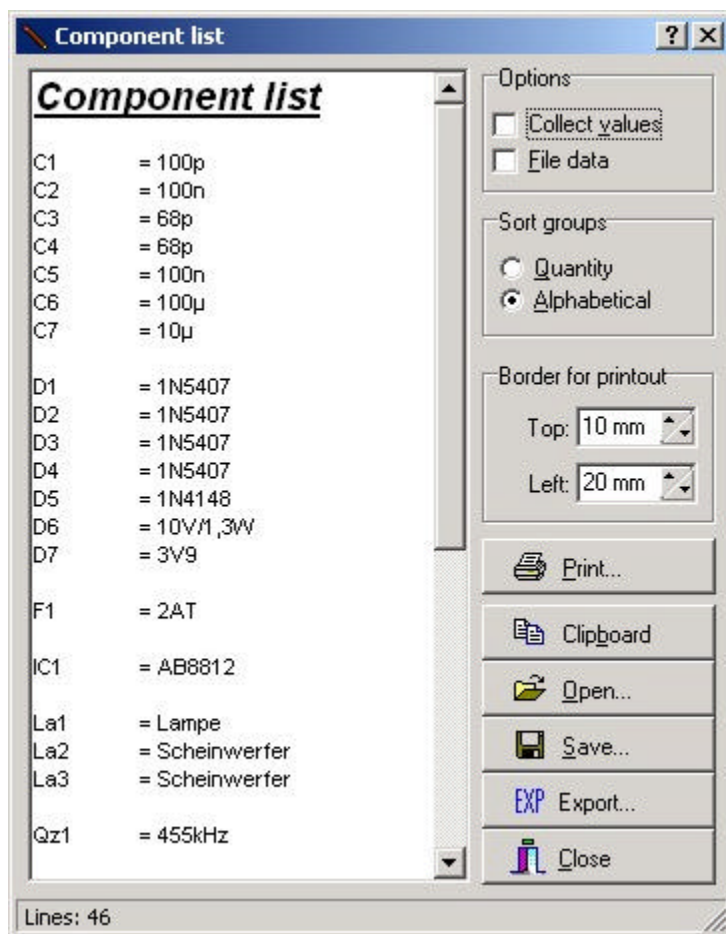 Component list
Component list
C1 = 100p
C2 = 100n
C3 = 68p
C4 = 68p
C5 = 100n
C6 = 100µ
C7 = 10µ
D1 = 1N5407
D2 = 1N5407
D3 = 1N5407
D4 = 1N5407
D5 = 1N4148
D6 = 10V/1,3W
D7 = 3V9
F1 = 2AT
IC1 = AB8812
La1 = Lampe
La2 = Scheinwerfer
La3 = Scheinwerfer
Qz1 = 455kHz
Options
Collect values
File data
Sort groups
Quantity
Alphabetical
Border for printout
Top: 10 mm
Left: 20 mm
Print...
Clipboard
Open...
Save...
EXP Export...
Close
Lines: 46